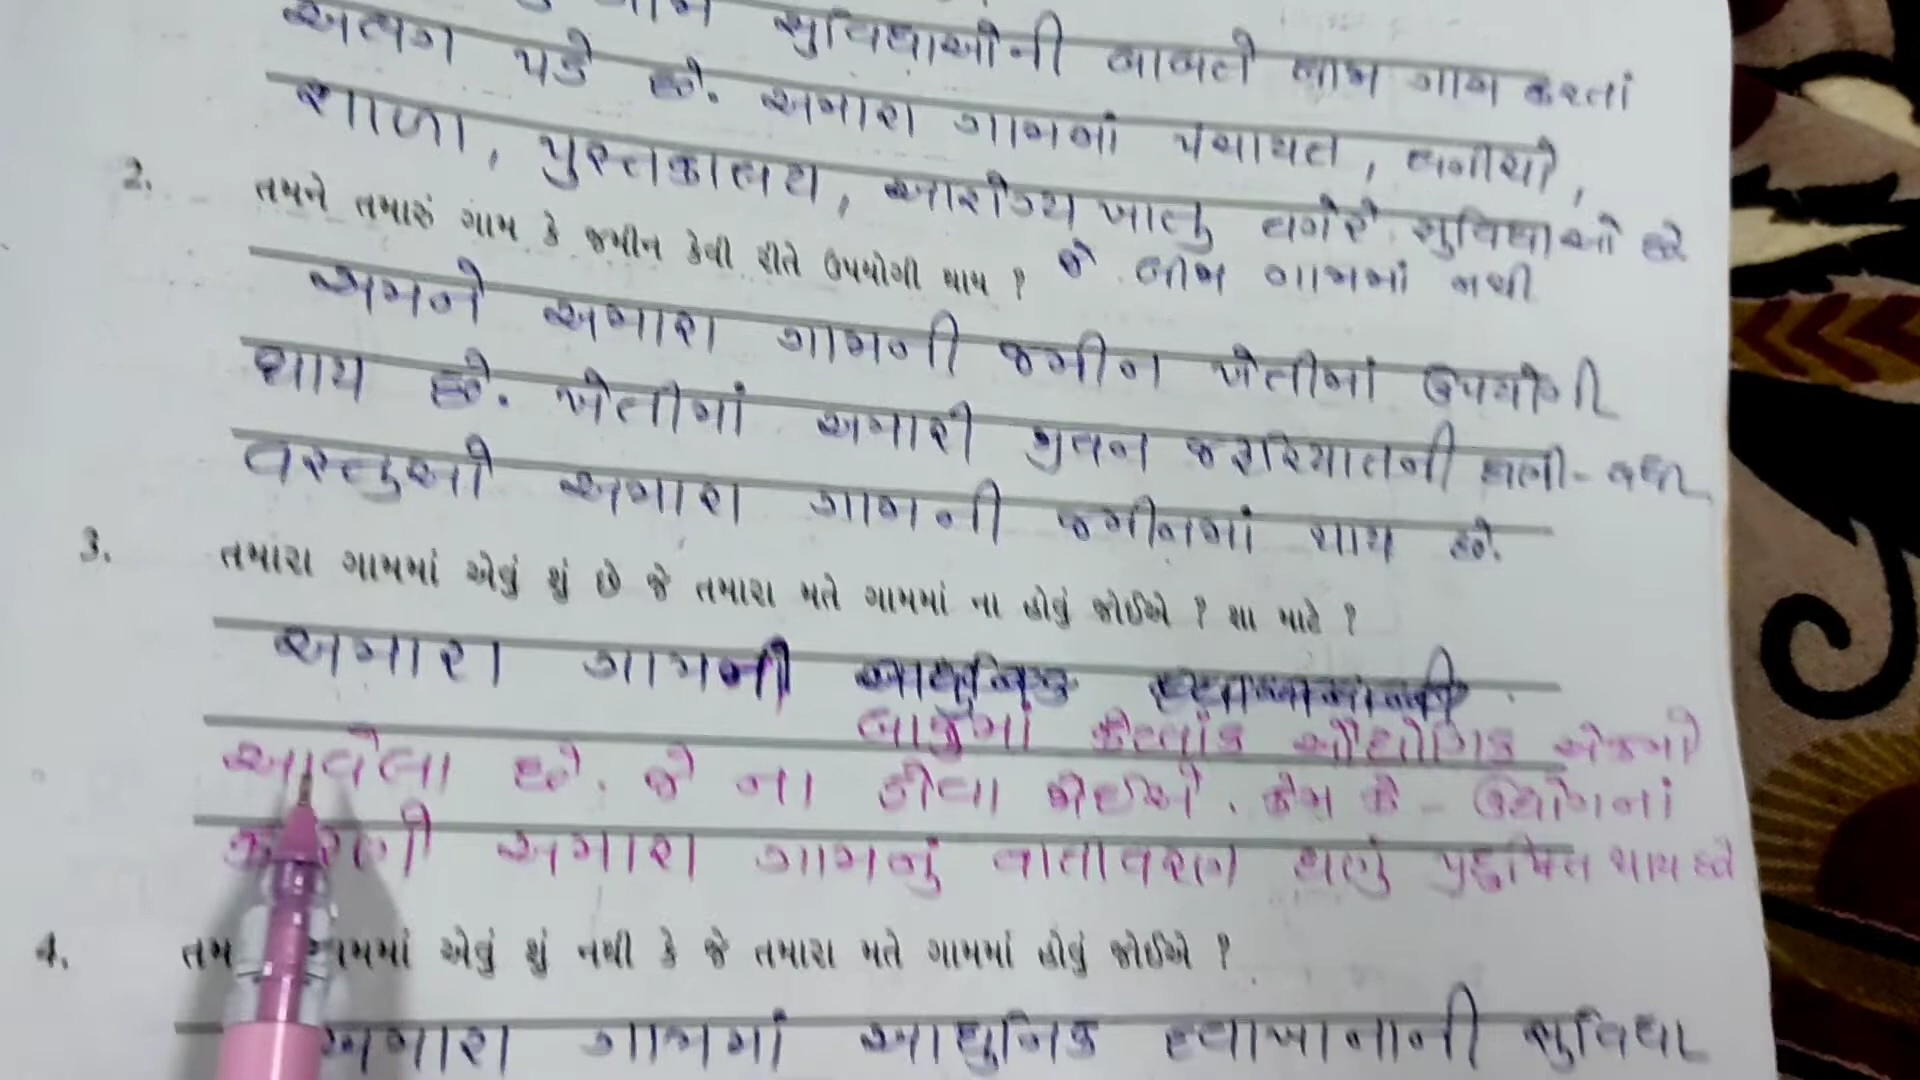 ગામ સુવિધાઓની બાબતે બીજા ગામ કરતાં
અલગ પડે છે. અમારા ગામમાં પંચાયત, બગીચો,
શાળા, પુસ્તકાલય, આરોગ્ય ખાતુ વગેરે સુવિધાઓ છે
જે બીજા ગામમાં નથી
2. તમને તમારું ગામ કે જમીન કેવી રીતે ઉપયોગી થાય ?
અમને અમારા ગામની જમીન ખેતીમાં ઉપયોગી
થાય છે. ખેતીમાં અમારી જરૂરિયાતની ઘણી-બધી
વસ્તુઓ અમારા ગામની જમીનમાં થાય છે.
3. તમારા ગામમાં એવું શું છે જે તમારા મતે ગામમાં ના હોવું જોઈએ ? શા માટે ?
અમારા ગામની
બાજુમાં કેટલાંક ઔદ્યોગિક એકમો
આવેલા છે. જે ના હોવા જોઈએ. કેમ કે - ઉદ્યોગનાં
કારણે અમારા ગામનું વાતાવરણ ઘણું પ્રદુષિત થાય છે
4. ગામમાં એવું શું નથી કે જે તમારા મતે ગામમાં હોવું જોઈએ ?
અમારા ગામમાં આધુનિક દવાખાનાની સુવિધા